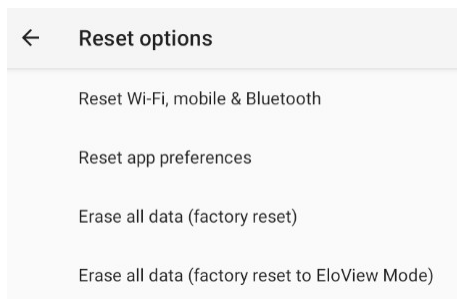 Reset options
Reset Wi-Fi, mobile & Bluetooth
Reset app preferences
Erase all data (factory reset)
Erase all data (factory reset to EloView Mode)